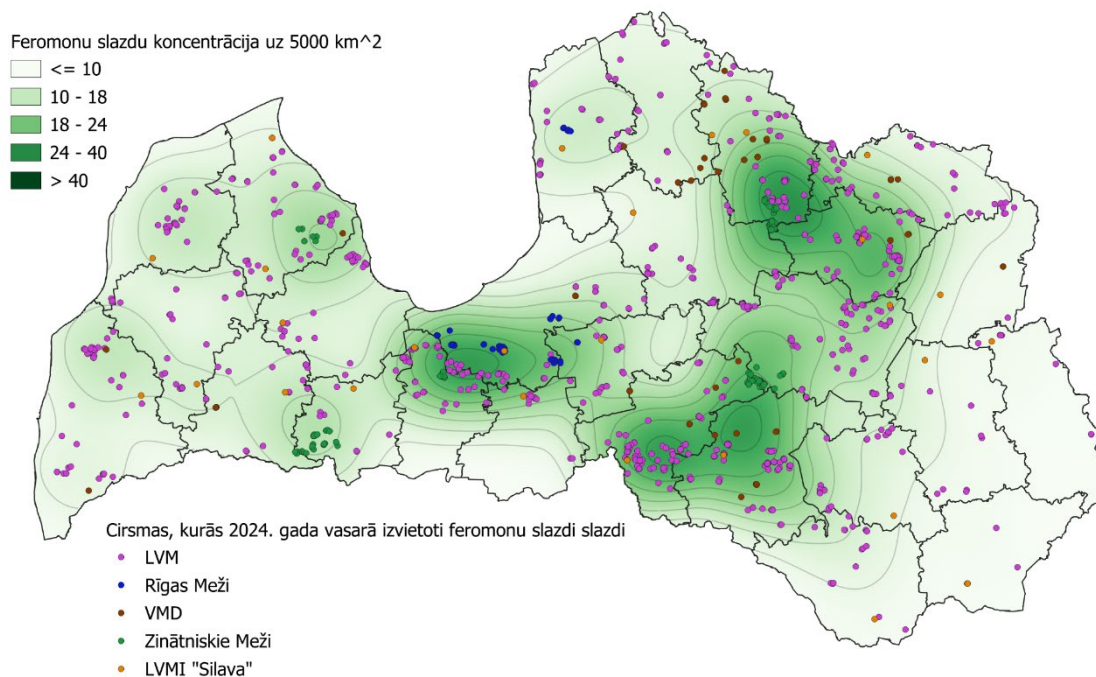 Feromonu slazdu koncentrācija uz 5000 km^2
<= 10
10 - 18
18 - 24
24 - 40
> 40
Cirsmas, kurās 2024. gada vasarā izvietoti feromonu slazdi slazdi
LVM
Rīgas Meži
VMD
Zinātniskie Meži
LVMI "Silava"